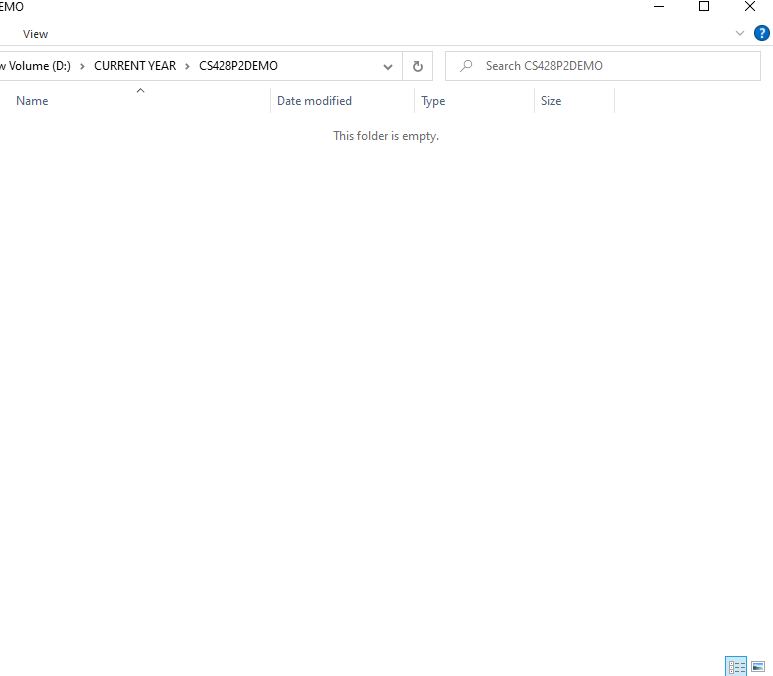 EMO
View
w Volume (D:) > CURRENT YEAR > CS428P2DEMO
Search CS428P2DEMO
Name Date modified Type Size
This folder is empty.